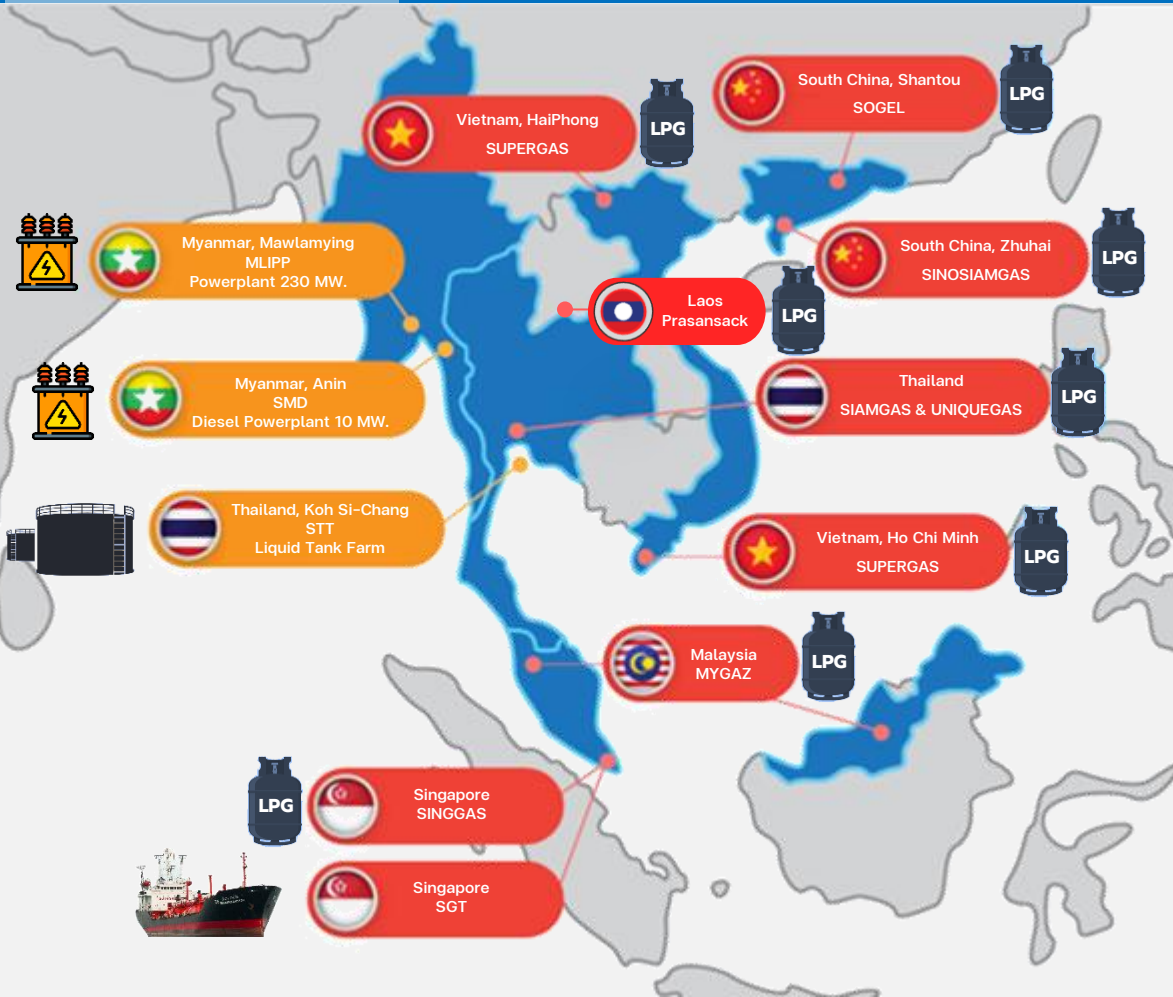 South China, Shantou
SOGEL
LPG
Vietnam, HaiPhong
SUPERGAS
LPG
Myanmar, Mawlamying
MLIPP
Powerplant 230 MW.
South China, Zhuhai
SINOSIAMGAS
LPG
Laos
Prasansack
LPG
Myanmar, Anin
SMD
Diesel Powerplant 10 MW.
Thailand
SIAMGAS & UNIQUEGAS
LPG
Thailand, Koh Si-Chang
STT
Liquid Tank Farm
Vietnam, Ho Chi Minh
SUPERGAS
LPG
Malaysia
MYGAZ
LPG
LPG
Singapore
SINGGAS
Singapore
SGT